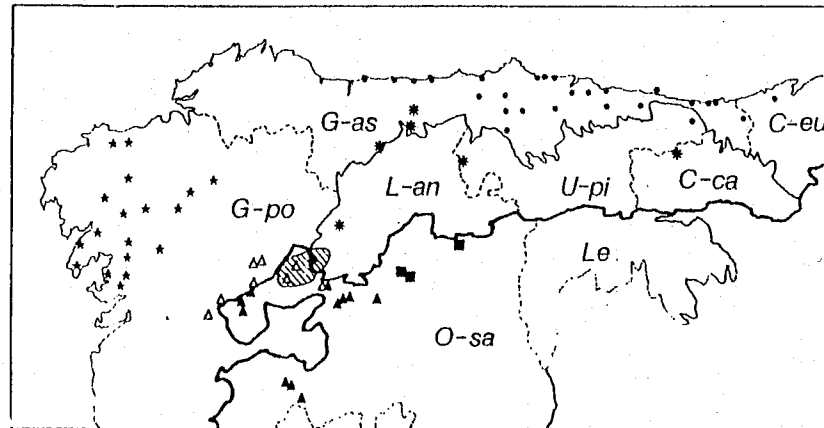 G-as
C-eu
L-an
U-pi
C-ca
G-po
Le
O-sa